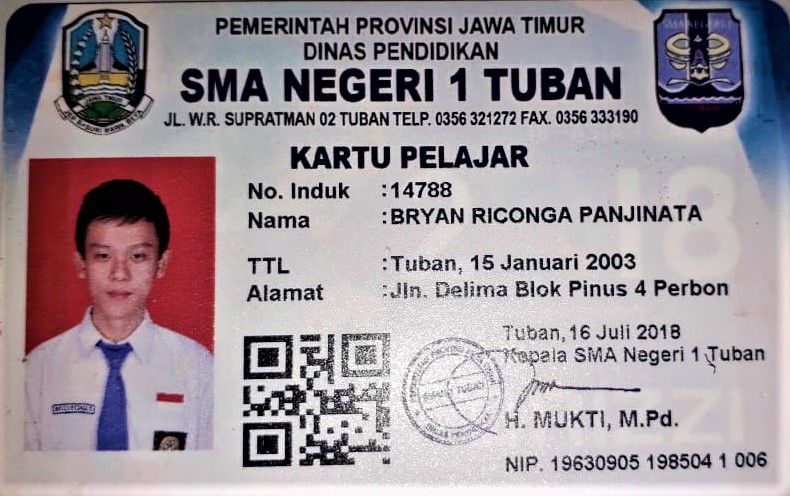 PEMERINTAH PROVINSI JAWA TIMUR
DINAS PENDIDIKAN
SMA NEGERI 1 TUBAN
JL. W.R. SUPRATMAN 02 TUBAN TELP. 0356 321272 FAX. 0356 333190
KARTU PELAJAR
No. Induk :14788
Nama :BRYAN RICONGA PANJINATA
TTL :Tuban, 15 Januari 2003
Alamat :Jln. Delima Blok Pinus 4 Perbon
Tuban,16 Juli 2018
Kepala SMA Negeri 1 Tuban
H. MUKTI, M.Pd.
NIP. 19630905 198504 1 006
JAWA TIMUR